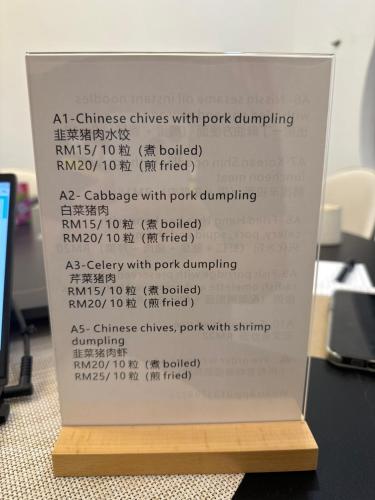 A1-Chinese chives with pork dumpling
韭菜猪肉水饺
RM15/ 10 粒 (煮 boiled)
RM20/ 10 粒 (煎 fried )
A2- Cabbage with pork dumpling
白菜猪肉
RM15/ 10 粒 (煮 boiled)
RM20/ 10 粒 (煎 fried )
A3-Celery with pork dumpling
芹菜猪肉
RM15/ 10 粒 (煮 boiled)
RM20/ 10 粒 (煎 fried )
A5- Chinese chives, pork with shrimp
dumpling
韭菜猪肉虾
RM20/ 10 粒 (煮 boiled)
RM25/ 10 粒 (煎 fried)